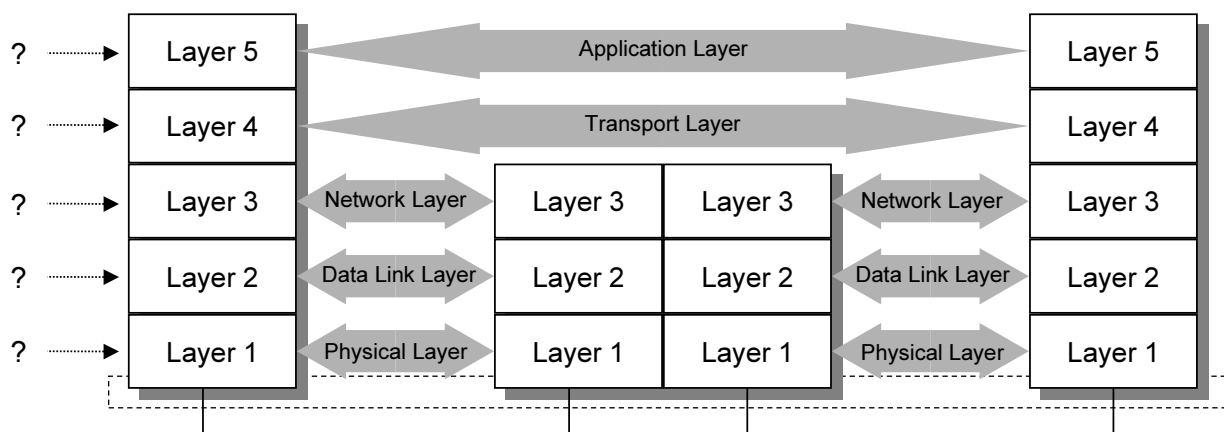 ? Layer 5 Application Layer Layer 5
? Layer 4 Transport Layer Layer 4
? Layer 3 Network Layer Layer 3 Layer 3 Network Layer Layer 3
? Layer 2 Data Link Layer Layer 2 Layer 2 Data Link Layer Layer 2
? Layer 1 Physical Layer Layer 1 Layer 1 Physical Layer Layer 1